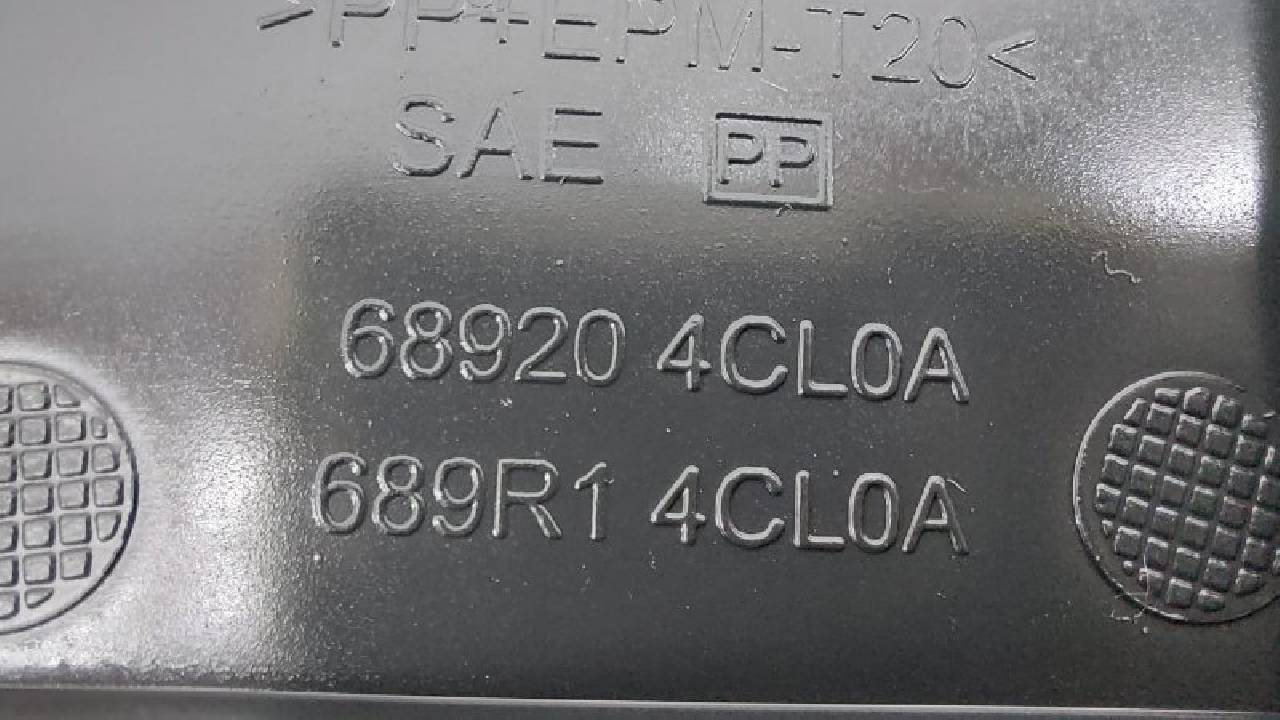 >PP+EPM-T20<
SAE PP
68920 4CL0A
689R1 4CL0A